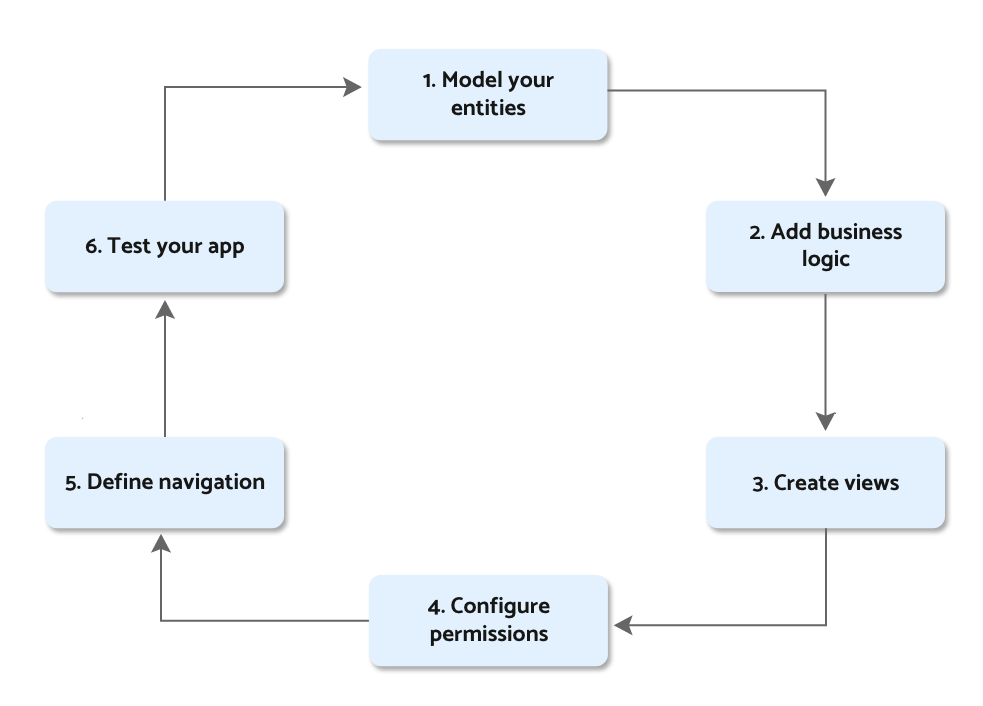 1. Model your
entities
2. Add business
logic
3. Create views
4. Configure
permissions
5. Define navigation
6. Test your app